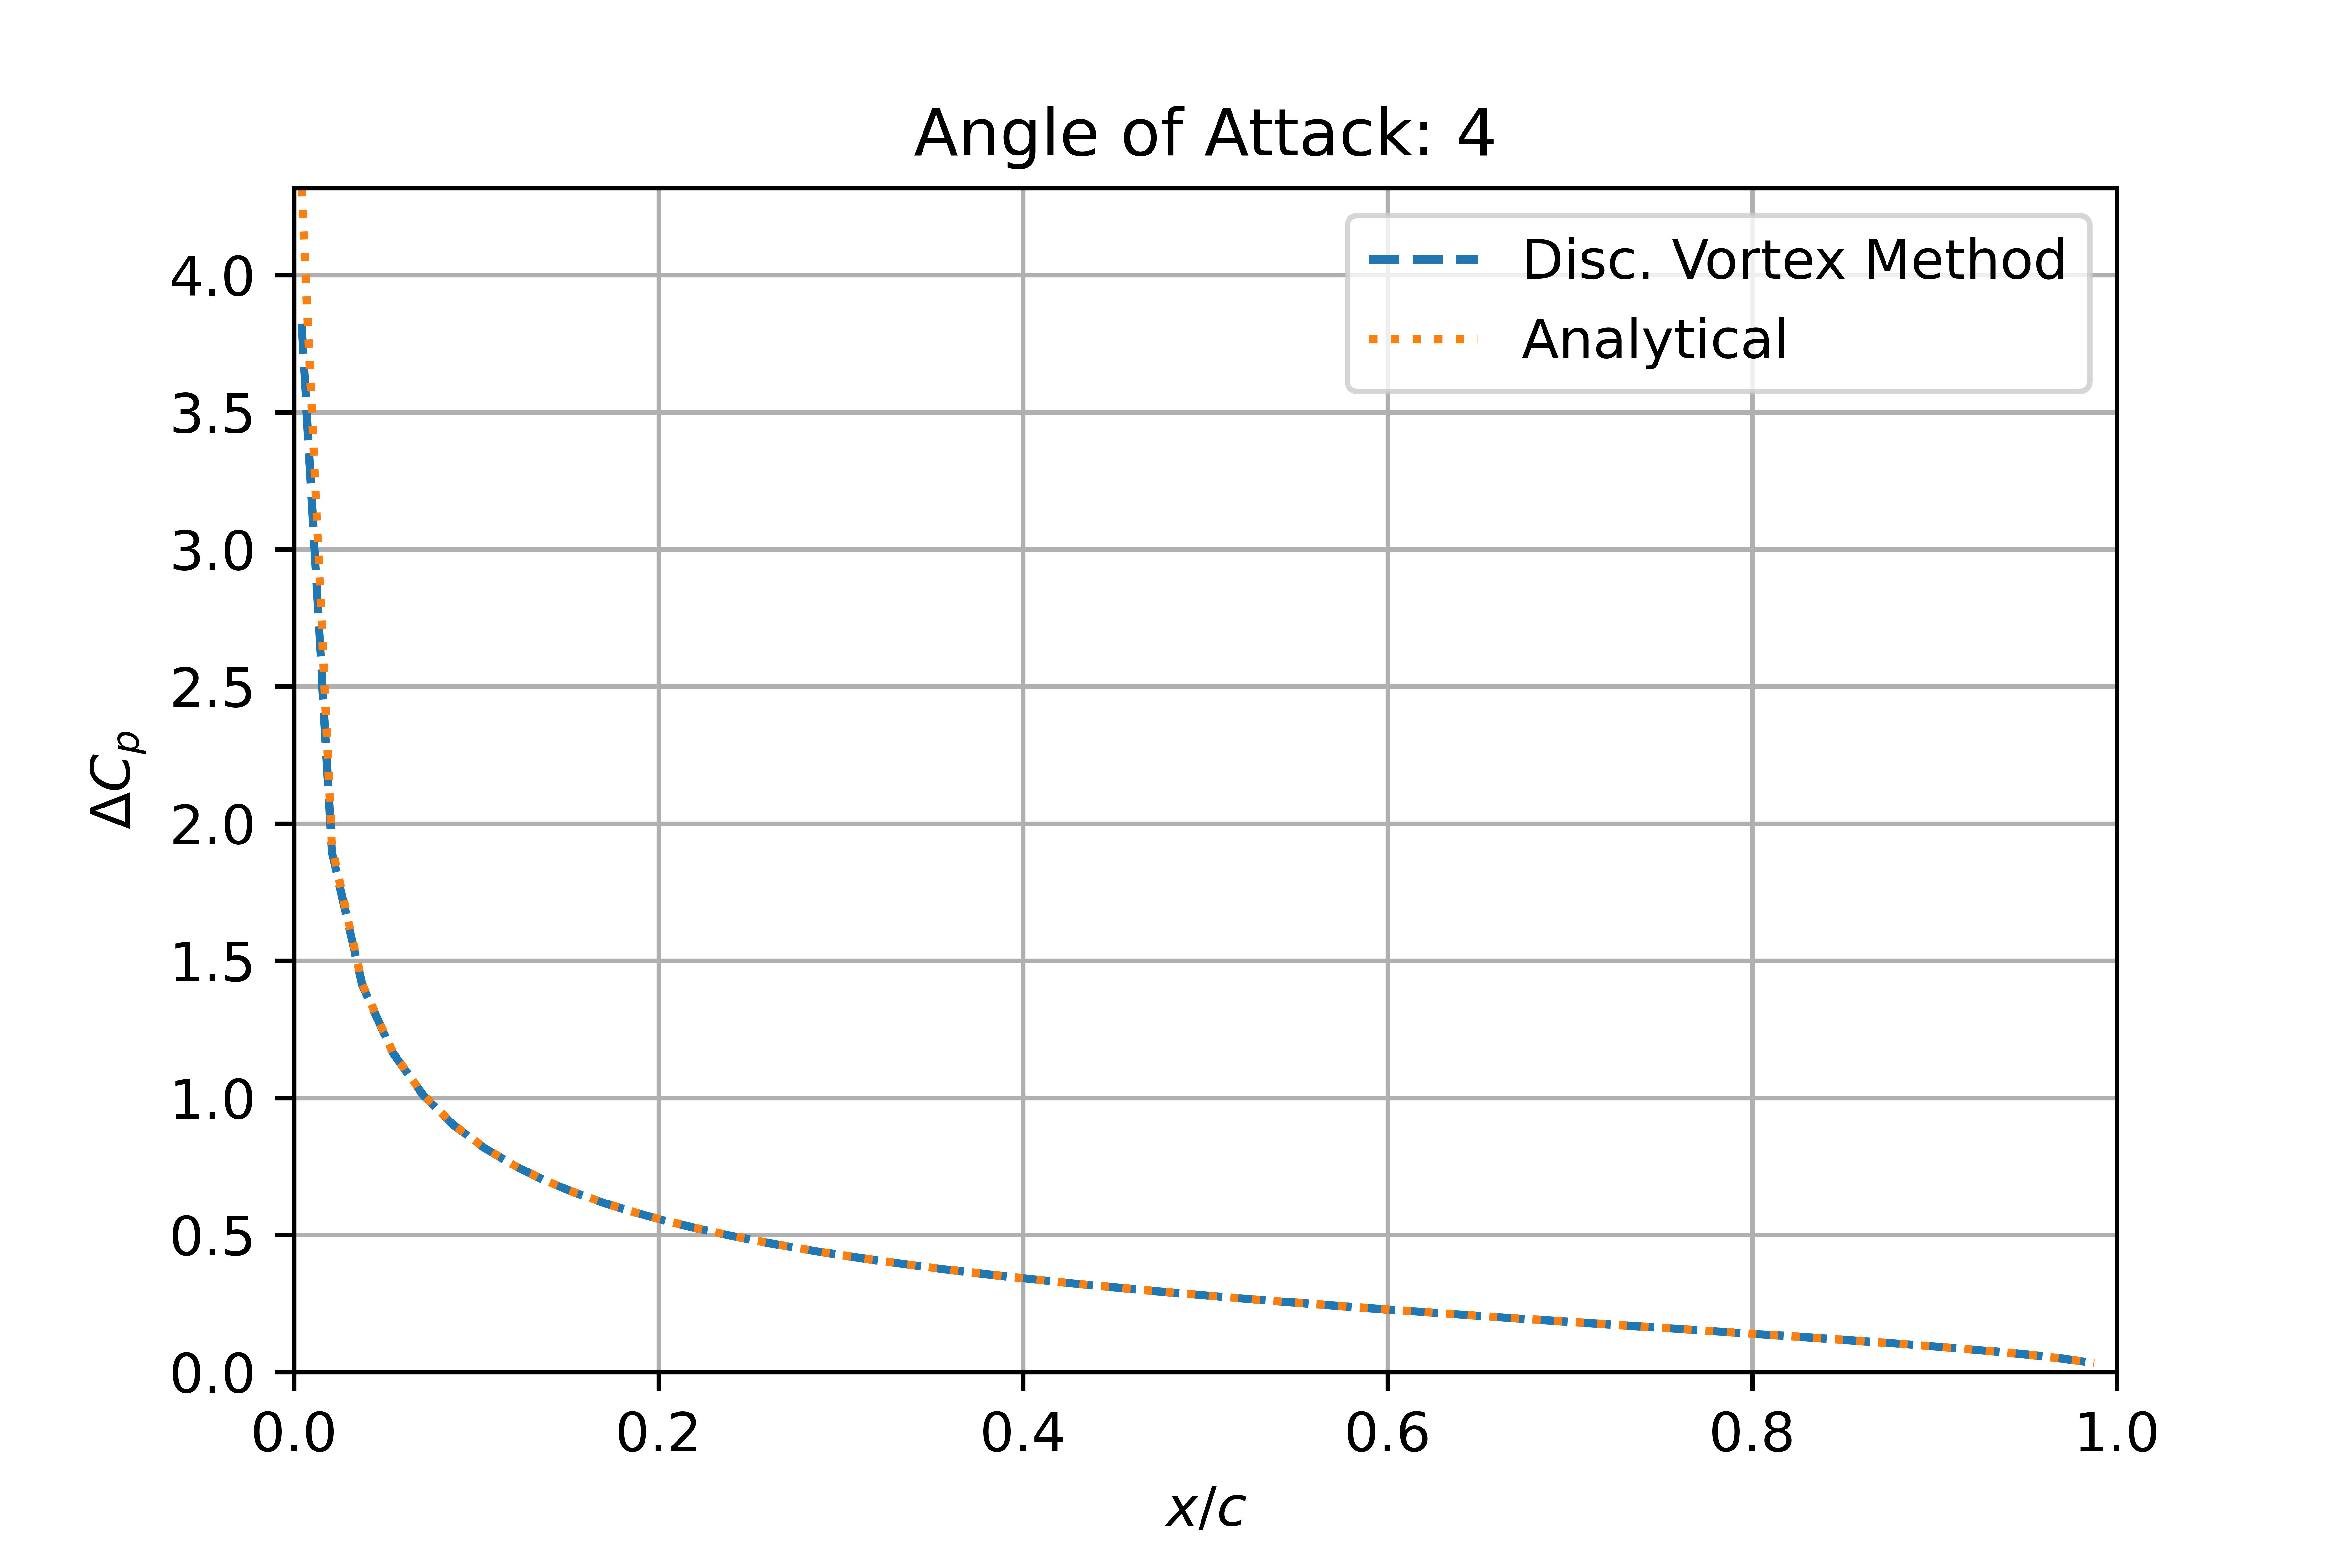 Angle of Attack: 4
Disc. Vortex Method
Analytical
4.0
3.5
3.0
2.5
2.0
1.5
1.0
0.5
0.0
ΔCp
0.0 0.2 0.4 0.6 0.8 1.0
x/c